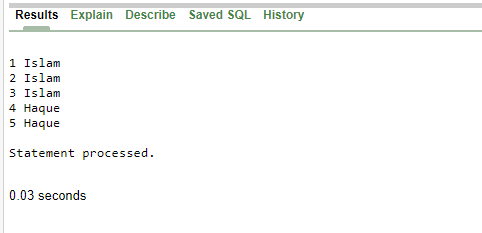 Results Explain Describe Saved SQL History
1 Islam
2 Islam
3 Islam
4 Haque
5 Haque
Statement processed.
0.03 seconds